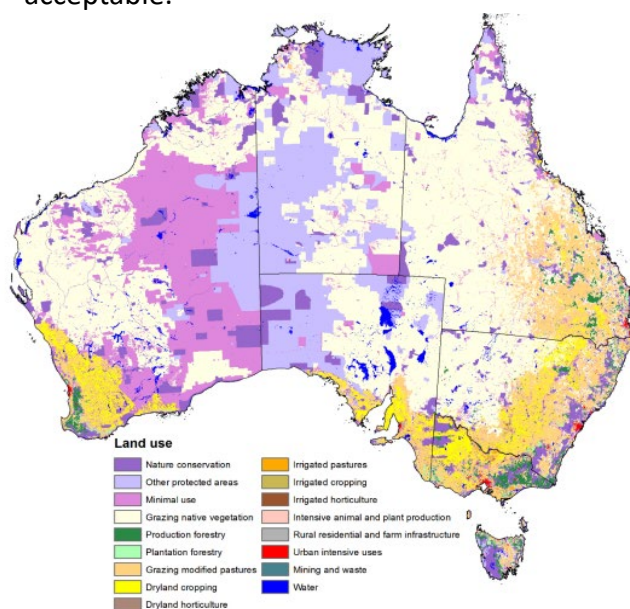 acceptable.
Land use
Nature conservation
Other protected areas
Minimal use
Grazing native vegetation
Production forestry
Plantation forestry
Grazing modified pastures
Dryland cropping
Dryland horticulture
Irrigated pastures
Irrigated cropping
Irrigated horticulture
Intensive animal and plant production
Rural residential and farm infrastructure
Urban intensive uses
Mining and waste
Water